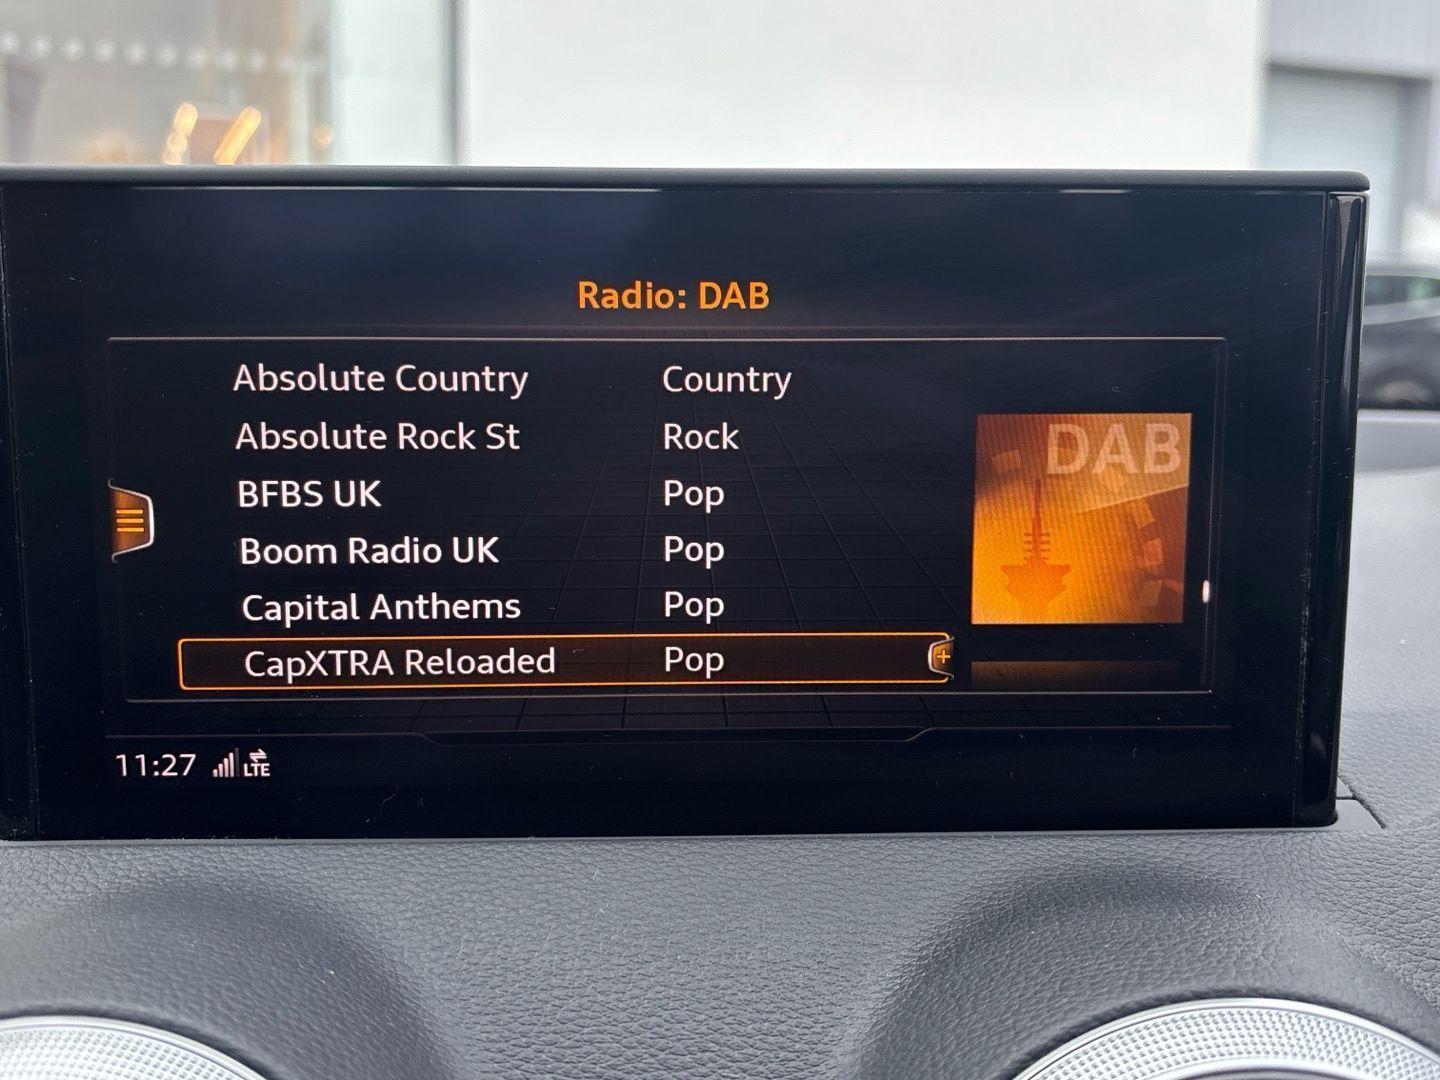 Radio: DAB
Absolute Country Country
Absolute Rock St Rock
BFBS UK Pop
Boom Radio UK Pop
Capital Anthems Pop
CapXTRA Reloaded Pop
DAB
11:27 LTE